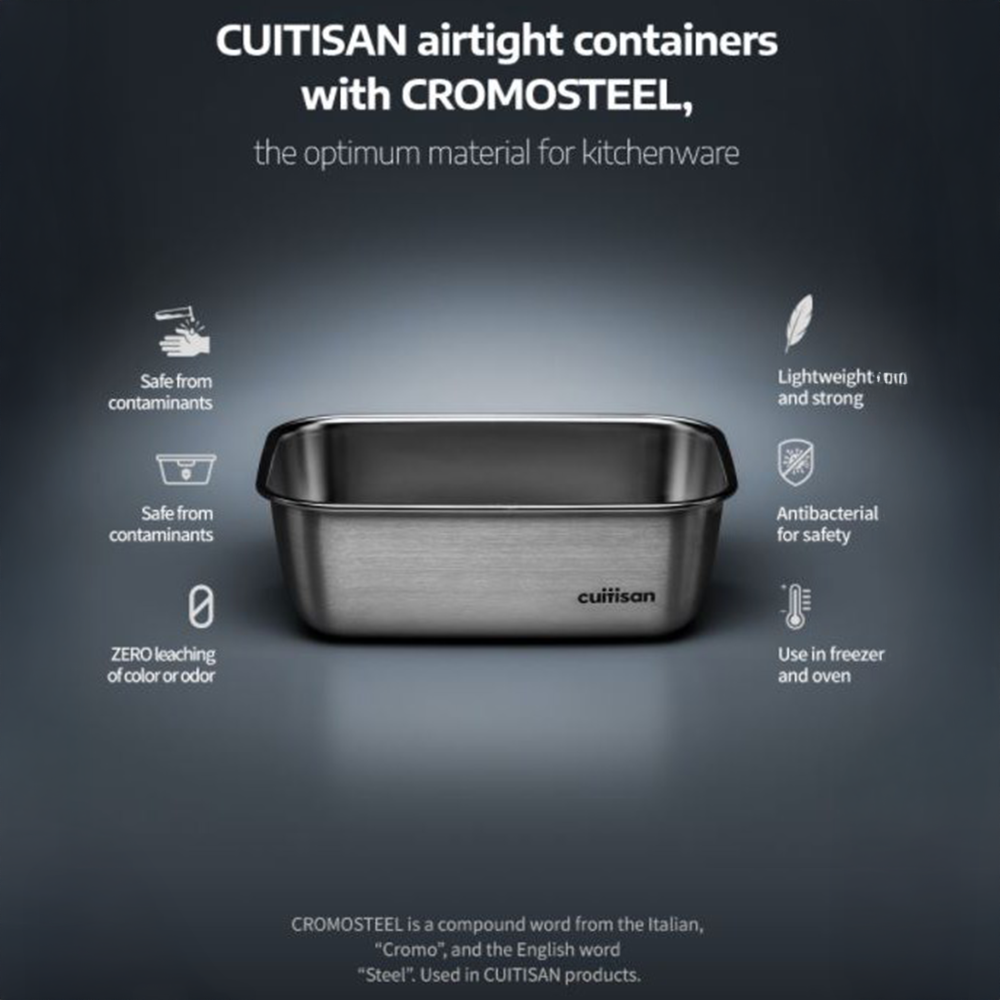 CUITISAN airtight containers
with CROMOSTEEL,
the optimum material for kitchenware
Safe from
contaminants
Safe from
contaminants
ZERO leaching
of color or odor
Lightweight
and strong
Antibacterial
for safety
Use in freezer
and oven
cuitisan
CROMOSTEEL is a compound word from the Italian,
“Cromo”, and the English word
“Steel”. Used in CUITISAN products.